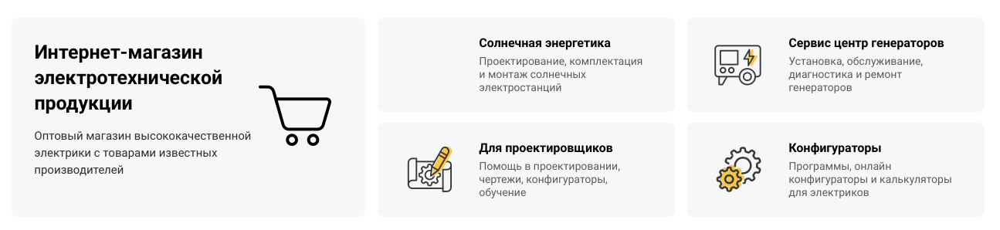 Интернет-магазин
электротехнической
продукции
Оптовый магазин высококачественной
электрики с товарами известных
производителей
Солнечная энергетика
Проектирование, комплектация
и монтаж солнечных
электростанций
Сервис центр генераторов
Установка, обслуживание,
диагностика и ремонт
генераторов
Для проектировщиков
Помощь в проектировании,
чертежи, конфигураторы,
обучение
Конфигураторы
Программы, онлайн
конфигураторы и калькуляторы
для электриков